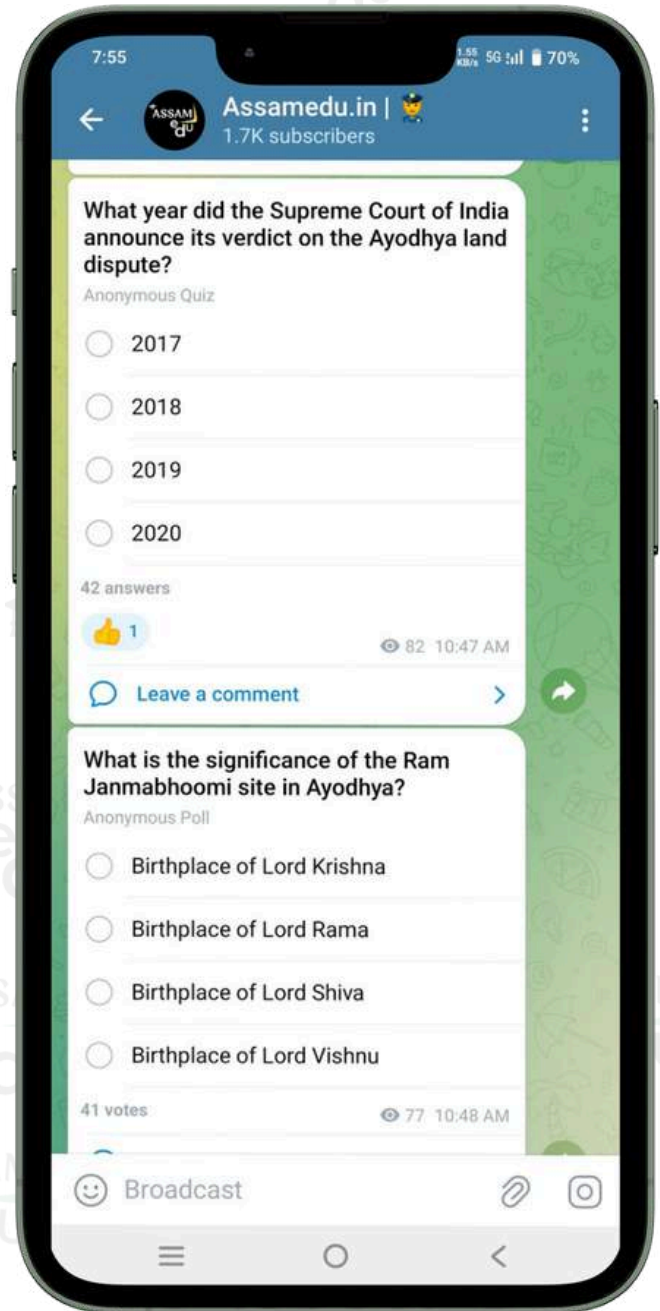 7:55
1.55 KB/s 5G 70%
ASSAM edu
Assamedu.in | 👮
1.7K subscribers
What year did the Supreme Court of India
announce its verdict on the Ayodhya land
dispute?
Anonymous Quiz
2017
2018
2019
2020
42 answers
👍 1
82 10:47 AM
Leave a comment
What is the significance of the Ram
Janmabhoomi site in Ayodhya?
Anonymous Poll
Birthplace of Lord Krishna
Birthplace of Lord Rama
Birthplace of Lord Shiva
Birthplace of Lord Vishnu
41 votes
77 10:48 AM
Broadcast